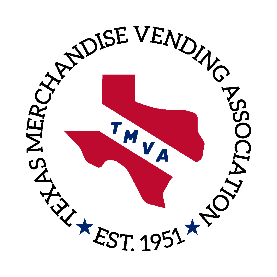 TEXAS MERCHANDISE VENDING ASSOCIATION
TMVA
EST. 1951